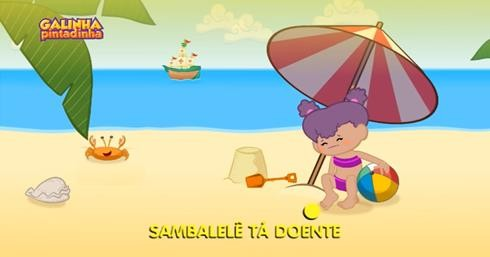 GALINHA
pintadinha
SAMBALELÊ TÁ DOENTE